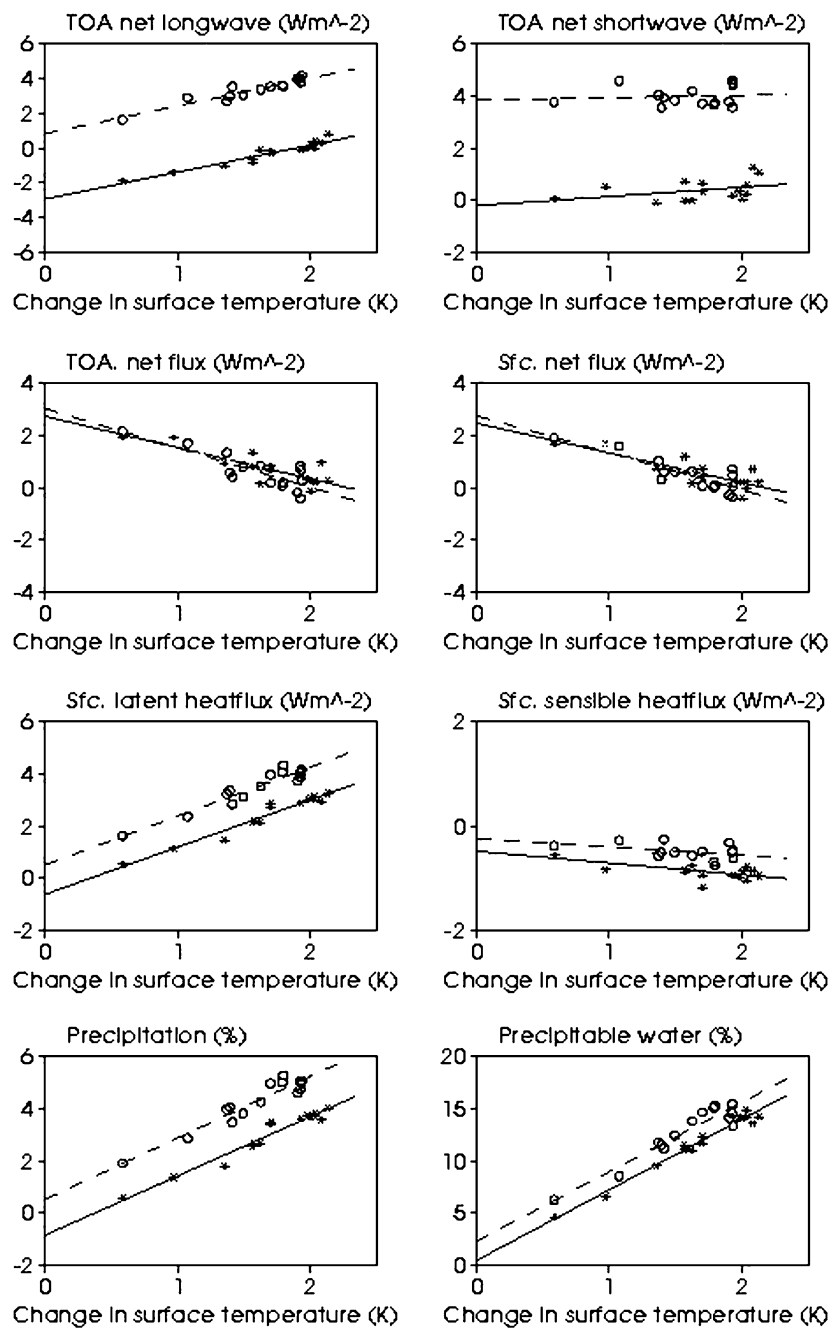 TOA net longwave (Wm^-2)
6
4
2
0
-2
-4
-6
0 1 2
Change in surface temperature (K)
TOA net shortwave (Wm^-2)
6
4
2
0
-2
0 1 2
Change in surface temperature (K)
TOA. net flux (Wm^-2)
4
2
0
-2
-4
0 1 2
Change in surface temperature (K)
Sfc. net flux (Wm^-2)
4
2
0
-2
-4
0 1 2
Change in surface temperature (K)
Sfc. latent heatflux (Wm^-2)
6
4
2
0
-2
0 1 2
Change in surface temperature (K)
Sfc. sensible heatflux (Wm^-2)
2
0
-2
0 1 2
Change in surface temperature (K)
Precipitation (%)
6
4
2
0
-2
0 1 2
Change in surface temperature (K)
Precipitable water (%)
20
15
10
5
0
0 1 2
Change in surface temperature (K)